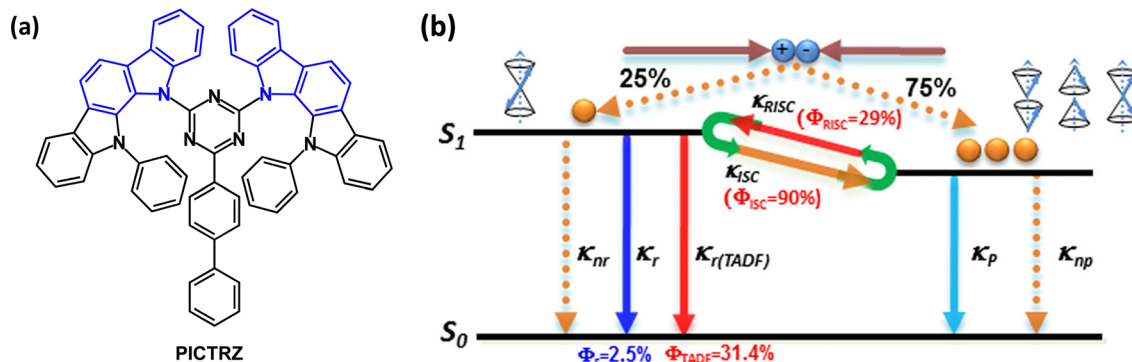 (a)
N N N N
N N
N N
PICTRZ
(b)
+ -
25% 75%
κRISC
(ΦRISC=29%)
S1
κISC
(ΦISC=90%)
κnr κr κr(TADF) κP κnp
S0
Φr=2.5% ΦTADF=31.4%